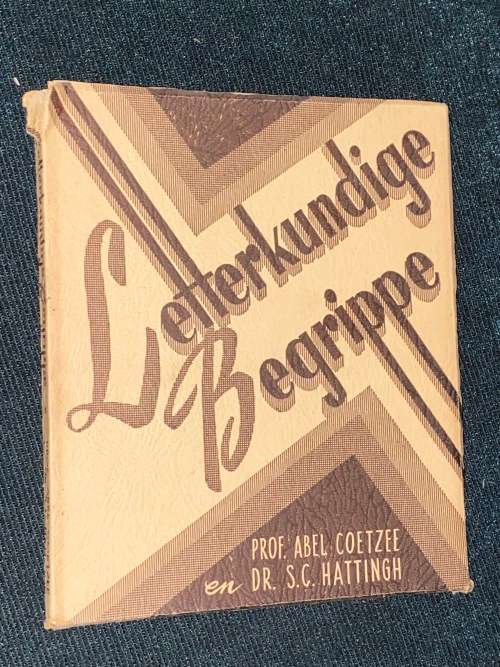 Letterkundige
Begrippe
PROF. ABEL COETZEE
en DR. S.C. HATTINGH